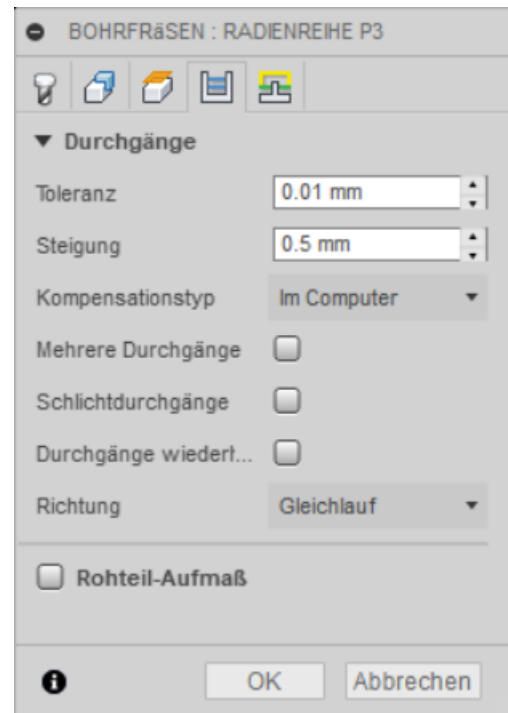 BOHRFRäSEN : RADIENREIHE P3
Durchgänge
Toleranz 0.01 mm
Steigung 0.5 mm
Kompensationstyp Im Computer
Mehrere Durchgänge
Schlichtdurchgänge
Durchgänge wiederh...
Richtung Gleichlauf
Rohteil-Aufmaß
OK Abbrechen